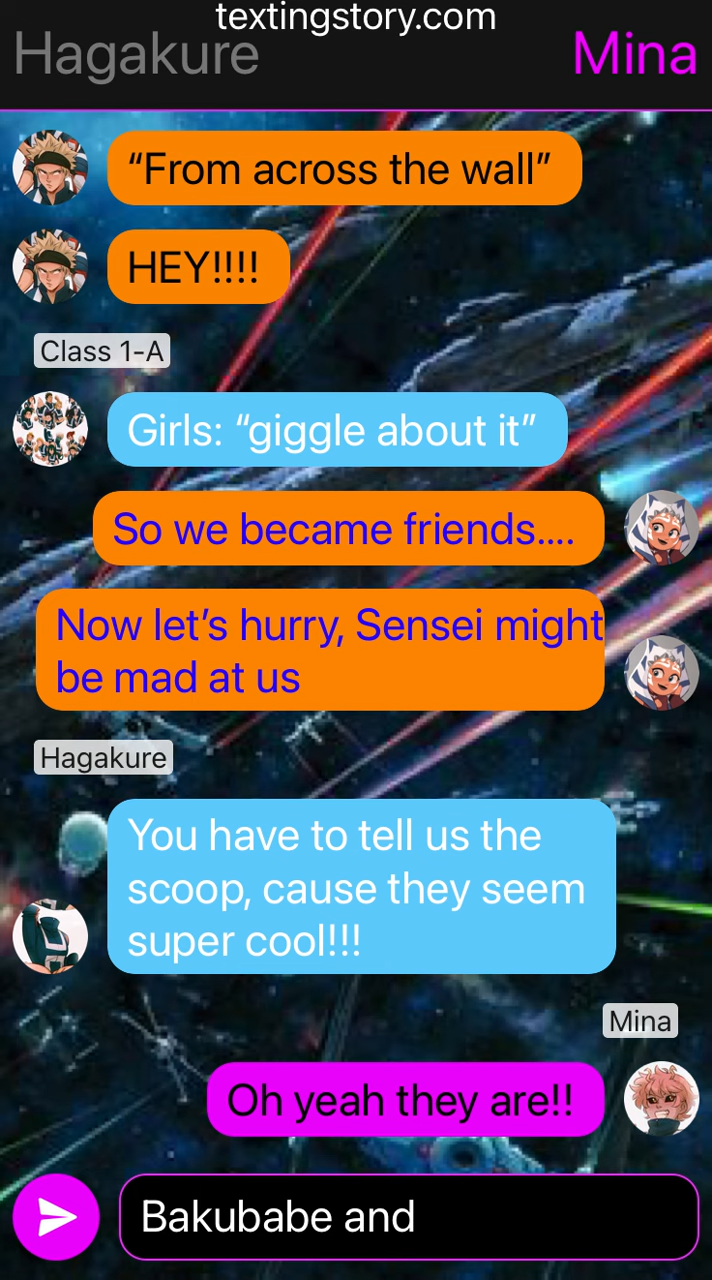 textingstory.com
Hagakure
Mina
“From across the wall”
HEY!!!!
Class 1-A
Girls: “giggle about it”
So we became friends....
Now let’s hurry, Sensei might
be mad at us
Hagakure
You have to tell us the
scoop, cause they seem
super cool!!!
Mina
Oh yeah they are!!
Bakubabe and